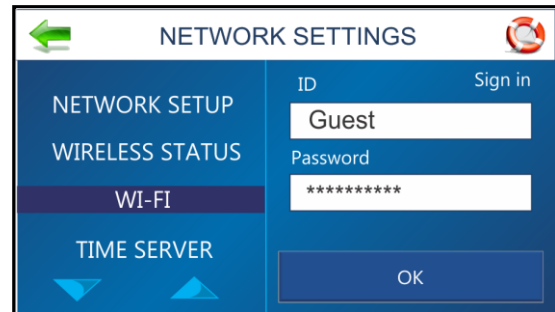 NETWORK SETTINGS
NETWORK SETUP
WIRELESS STATUS
WI-FI
TIME SERVER
ID
Sign in
Guest
Password
**********
OK